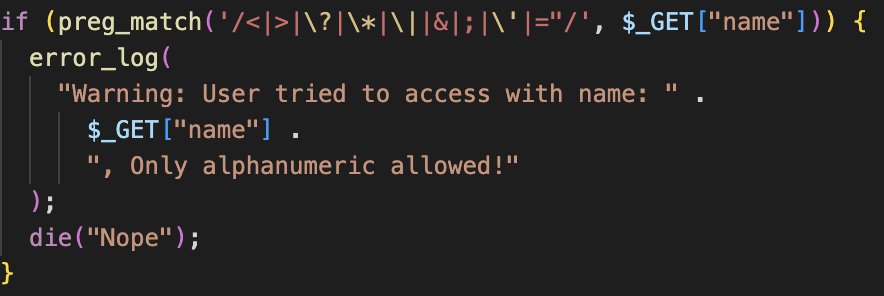 if (preg_match('/<|>|\?|\*|\||&|;|\'|="/', $_GET["name"])) {
error_log(
"Warning: User tried to access with name: " .
$_GET["name"] .
", Only alphanumeric allowed!"
);
die("Nope");
}